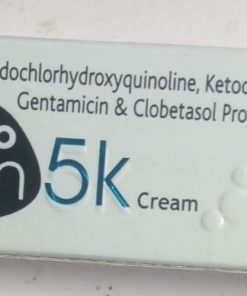 dochlorhydroxyquinoline, Ketoc
Gentamicin & Clobetasol Pro
5k Cream